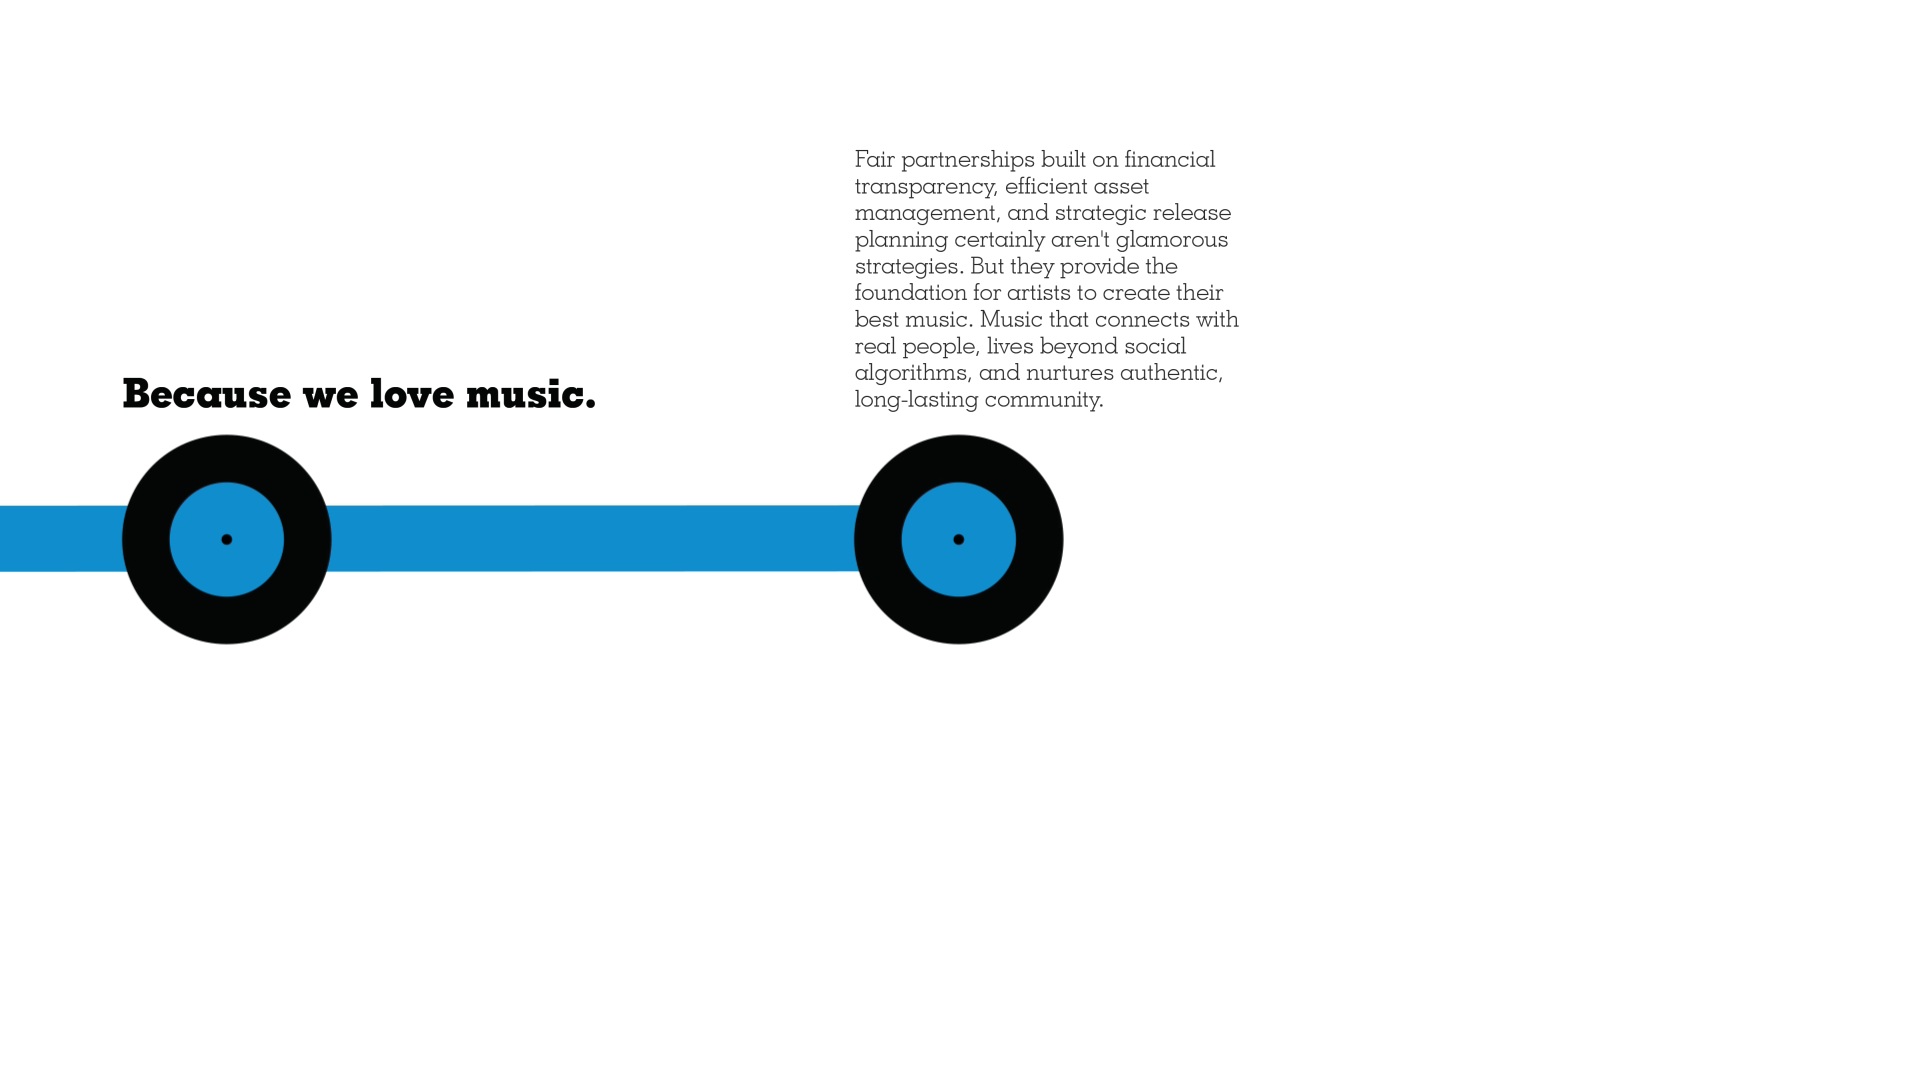 Because we love music.
Fair partnerships built on financial
transparency, efficient asset
management, and strategic release
planning certainly aren't glamorous
strategies. But they provide the
foundation for artists to create their
best music. Music that connects with
real people, lives beyond social
algorithms, and nurtures authentic,
long-lasting community.